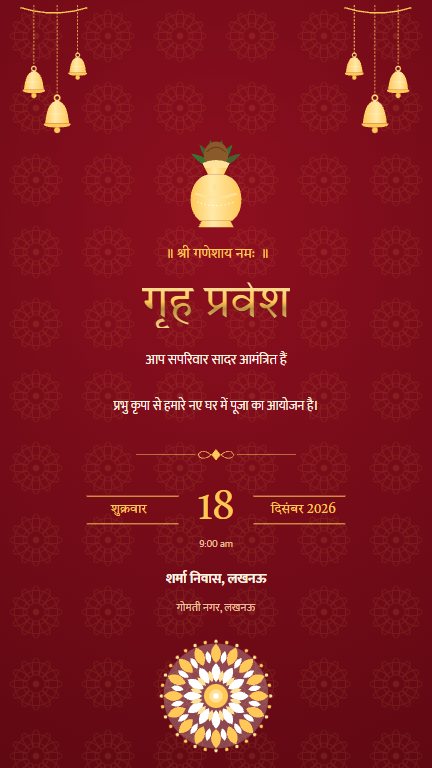 ॥ श्री गणेशाय नमः ॥
गृह प्रवेश
आप सपरिवार सादर आमंत्रित हैं
प्रभु कृपा से हमारे नए घर में पूजा का आयोजन है।
शुक्रवार 18 दिसंबर 2026
9:00 am
शर्मा निवास, लखनऊ
गोमती नगर, लखनऊ